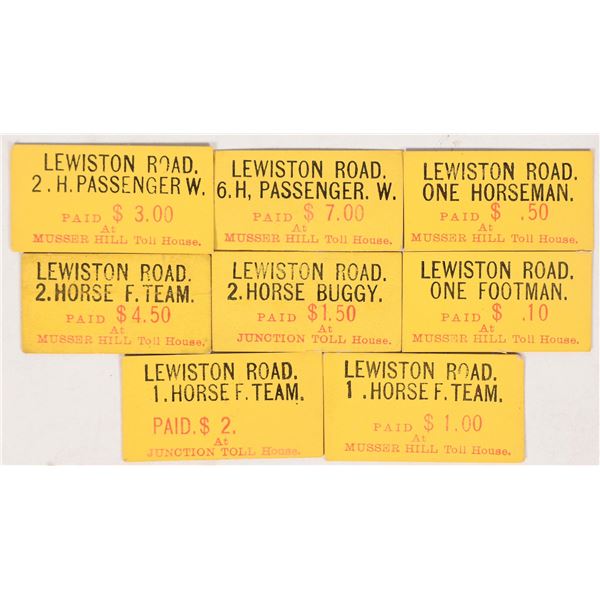 LEWISTON ROAD.
2. H. PASSENGER W.
PAID $ 3.00
At
MUSSER HILL Toll House.
LEWISTON ROAD.
6. H, PASSENGER. W.
PAID $ 7.00
At
MUSSER HILL Toll House.
LEWISTON ROAD.
ONE HORSEMAN.
PAID $ .50
At
MUSSER HILL Toll House.
LEWISTON ROAD.
2. HORSE F. TEAM.
PAID $ 4.50
At
MUSSER HILL Toll House.
LEWISTON ROAD.
2. HORSE BUGGY.
PAID $ 1.50
At
JUNCTION TOLL House.
LEWISTON ROAD.
ONE FOOTMAN.
PAID $ .10
At
MUSSER HILL Toll House.
LEWISTON ROAD.
1. HORSE F. TEAM.
PAID. $ 2.
At
JUNCTION TOLL House.
LEWISTON ROAD.
1 . HORSE F. TEAM.
PAID $ 1.00
At
MUSSER HILL Toll House.